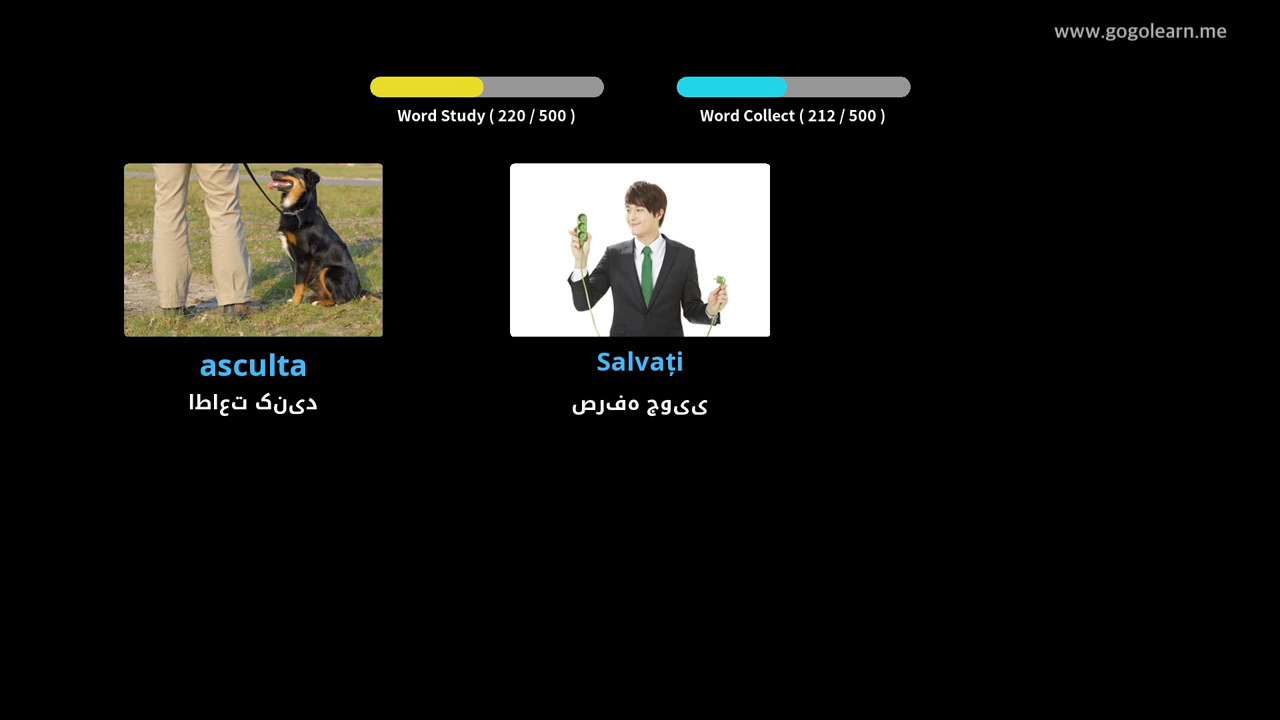 www.gogolearn.me
Word Study ( 220 / 500 )
Word Collect ( 212 / 500 )
asculta
اطاعت کنید
Salvați
صرفه جویی